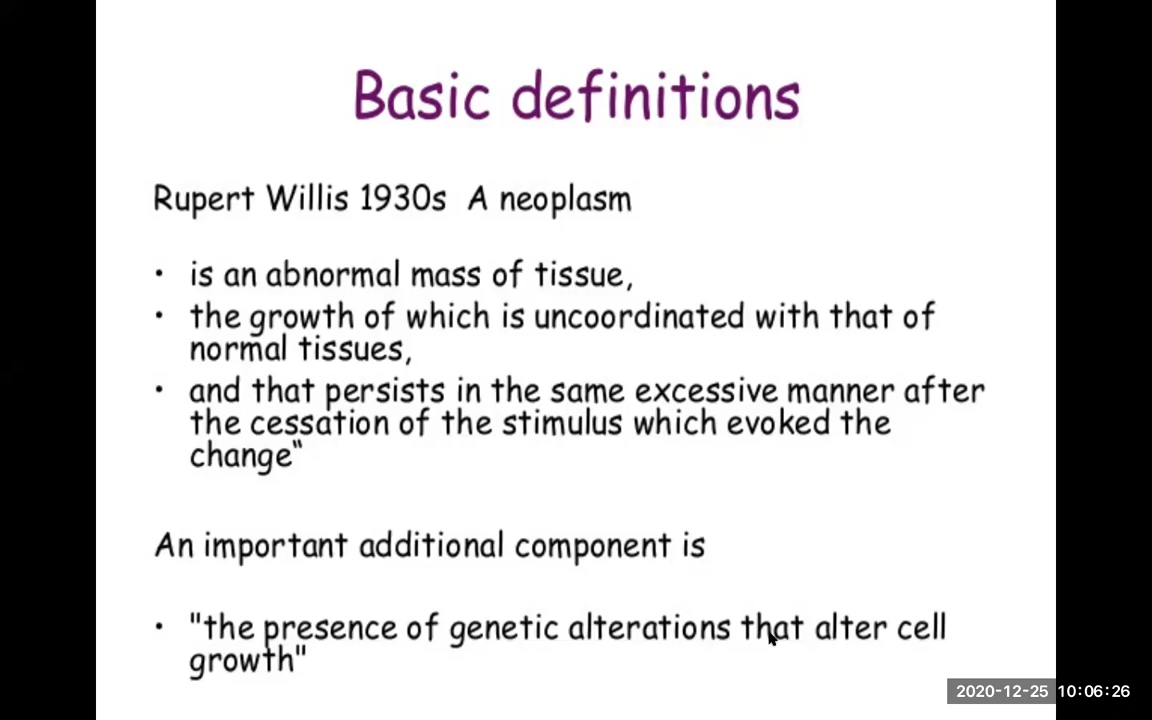 Basic definitions
Rupert Willis 1930s  A neoplasm
• is an abnormal mass of tissue,
• the growth of which is uncoordinated with that of
normal tissues,
• and that persists in the same excessive manner after
the cessation of the stimulus which evoked the
change“
An important additional component is
• "the presence of genetic alterations that alter cell
growth"
2020-12-25 10:06:26